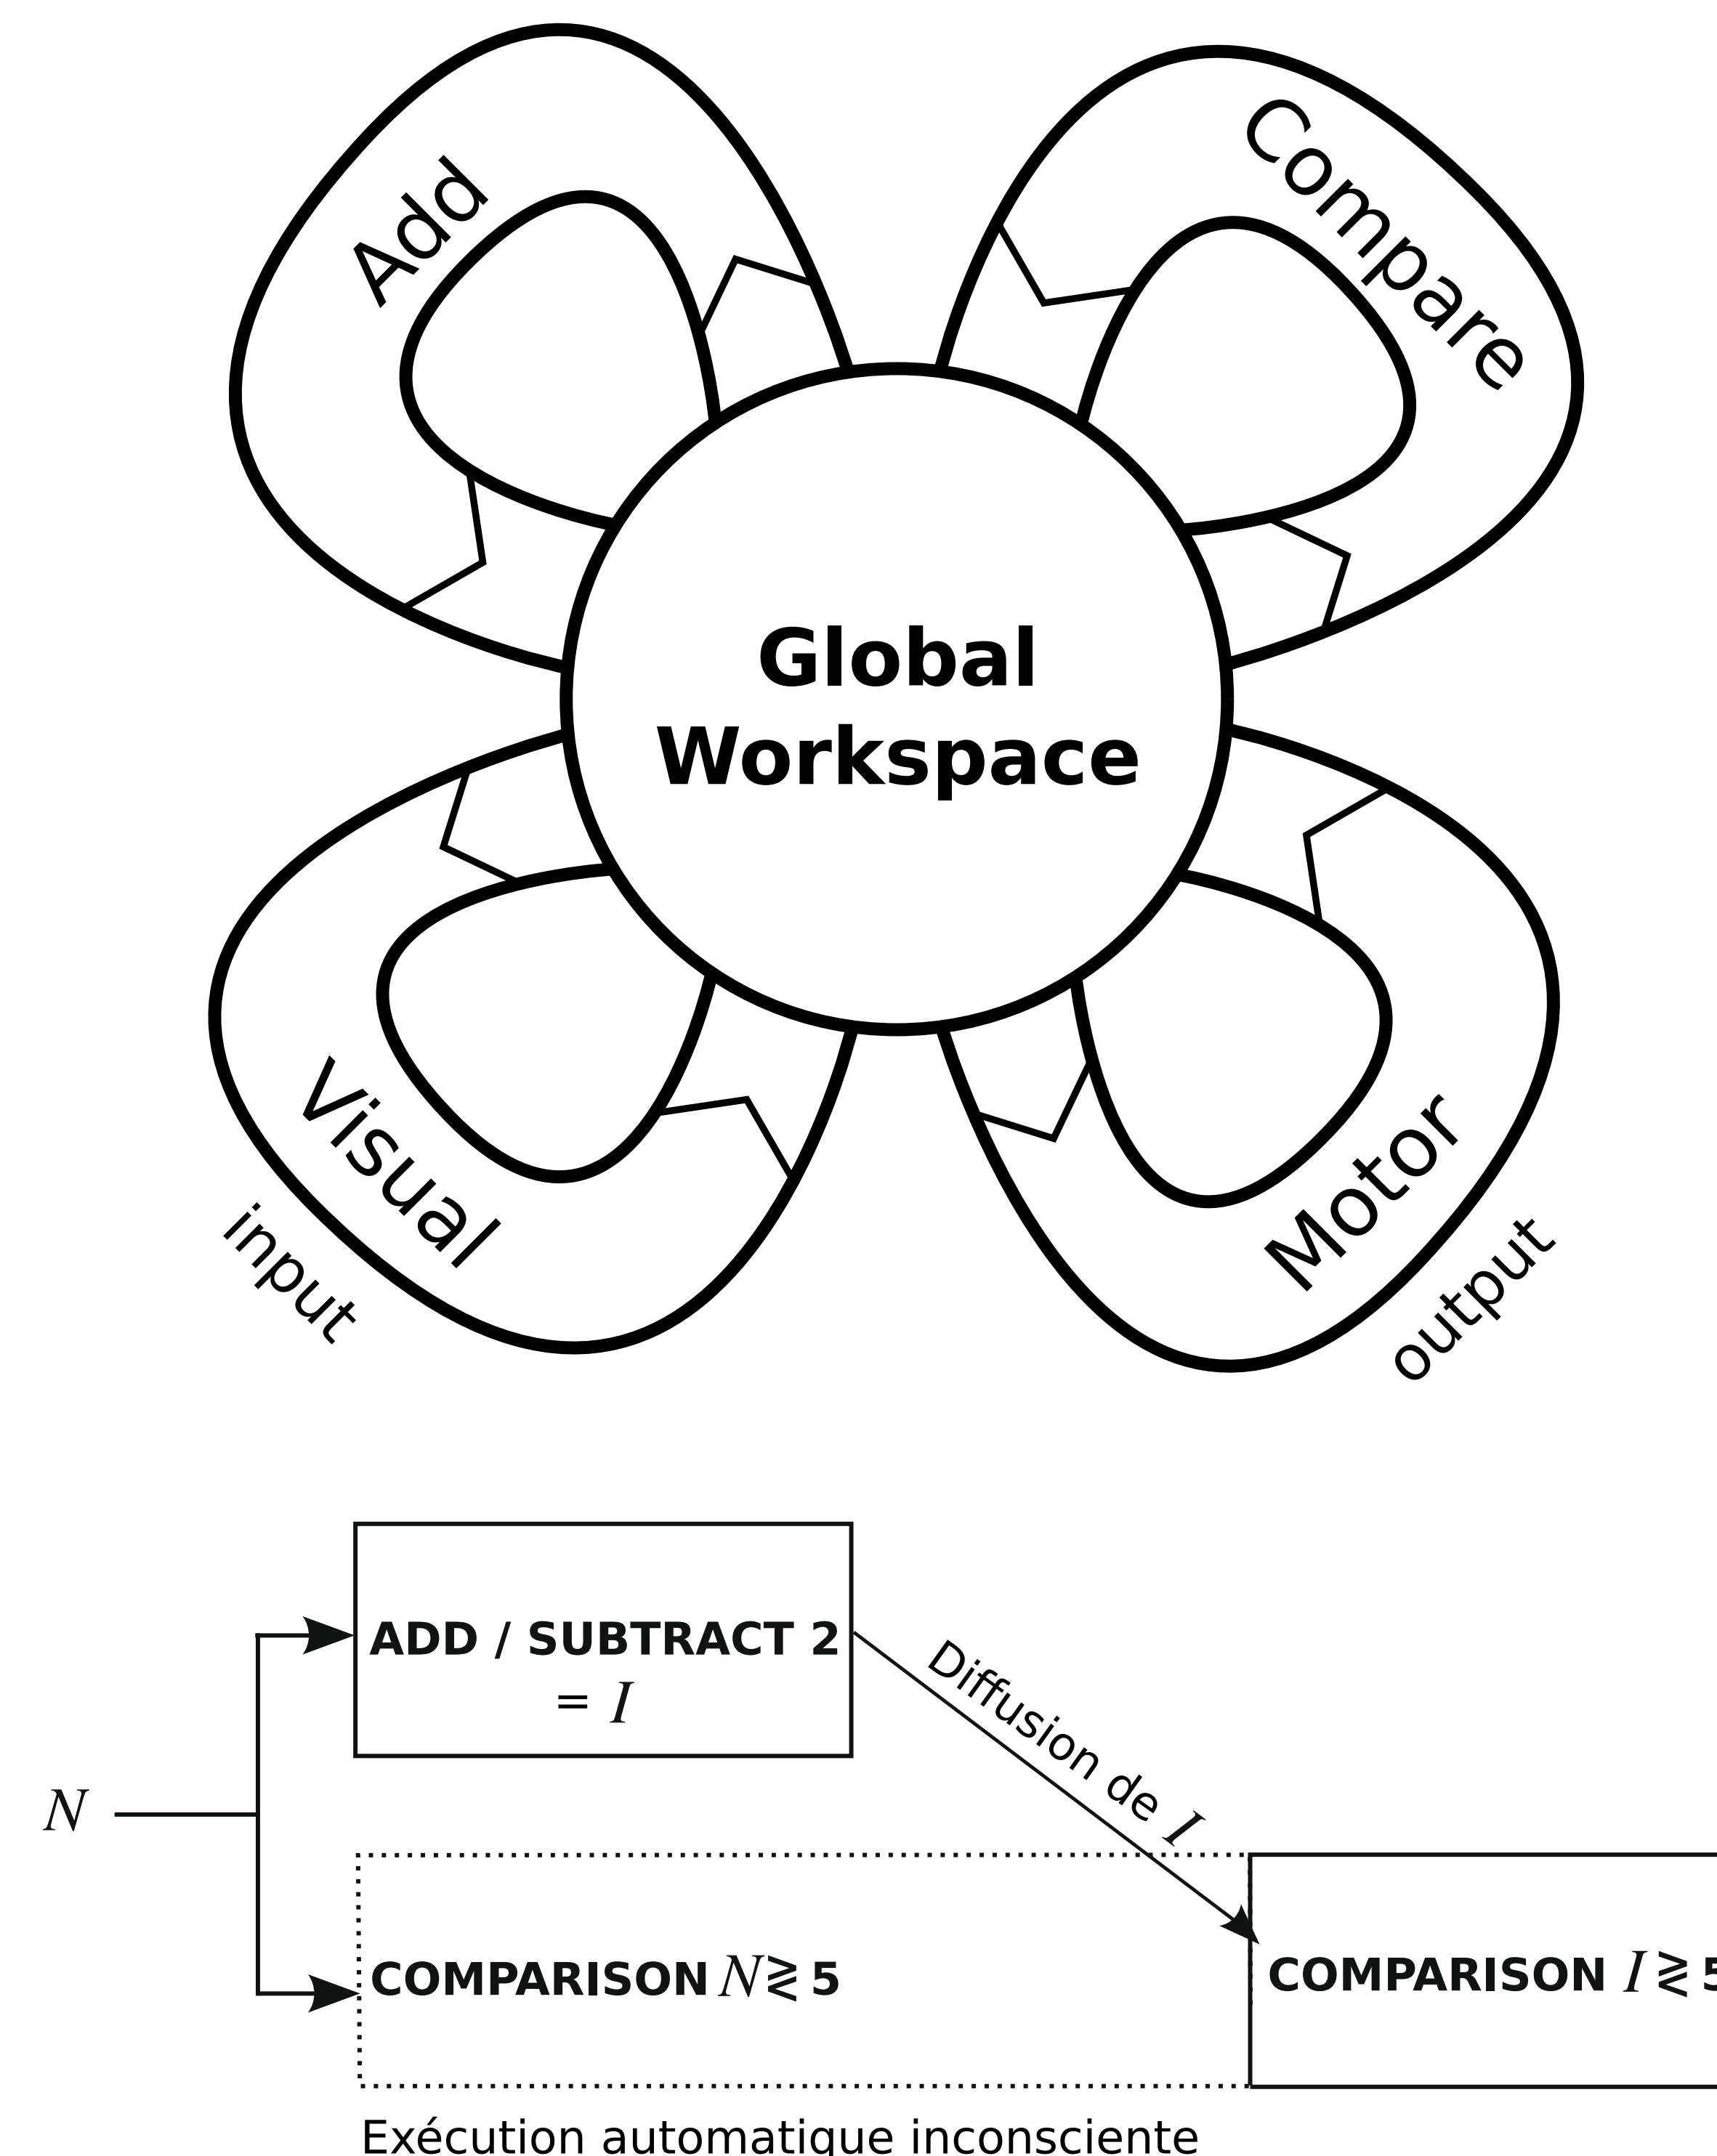 Add
Compare
Global
Workspace
Visual
input
Motor
output
ADD / SUBTRACT 2
= I
Diffusion de I
N
COMPARISON N ⋛ 5
COMPARISON I ⋛ 5
Exécution automatique inconsciente